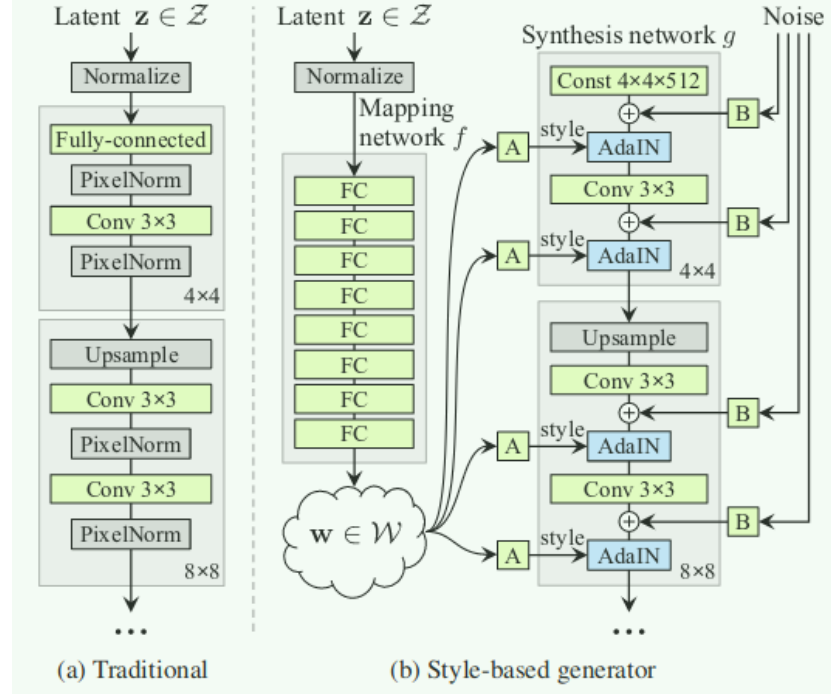 Latent z ∈ 𝒵
Normalize
Fully-connected
PixelNorm
Conv 3×3
PixelNorm
4×4
Upsample
Conv 3×3
PixelNorm
Conv 3×3
PixelNorm
8×8
...
(a) Traditional
Latent z ∈ 𝒵
Normalize
Mapping
network f
FC
FC
FC
FC
FC
FC
FC
FC
w ∈ 𝒲
A
A
A
A
style
style
style
style
Noise
Synthesis network g
Const 4×4×512
B
AdaIN
Conv 3×3
B
AdaIN
4×4
Upsample
Conv 3×3
B
AdaIN
Conv 3×3
B
AdaIN
8×8
...
(b) Style-based generator